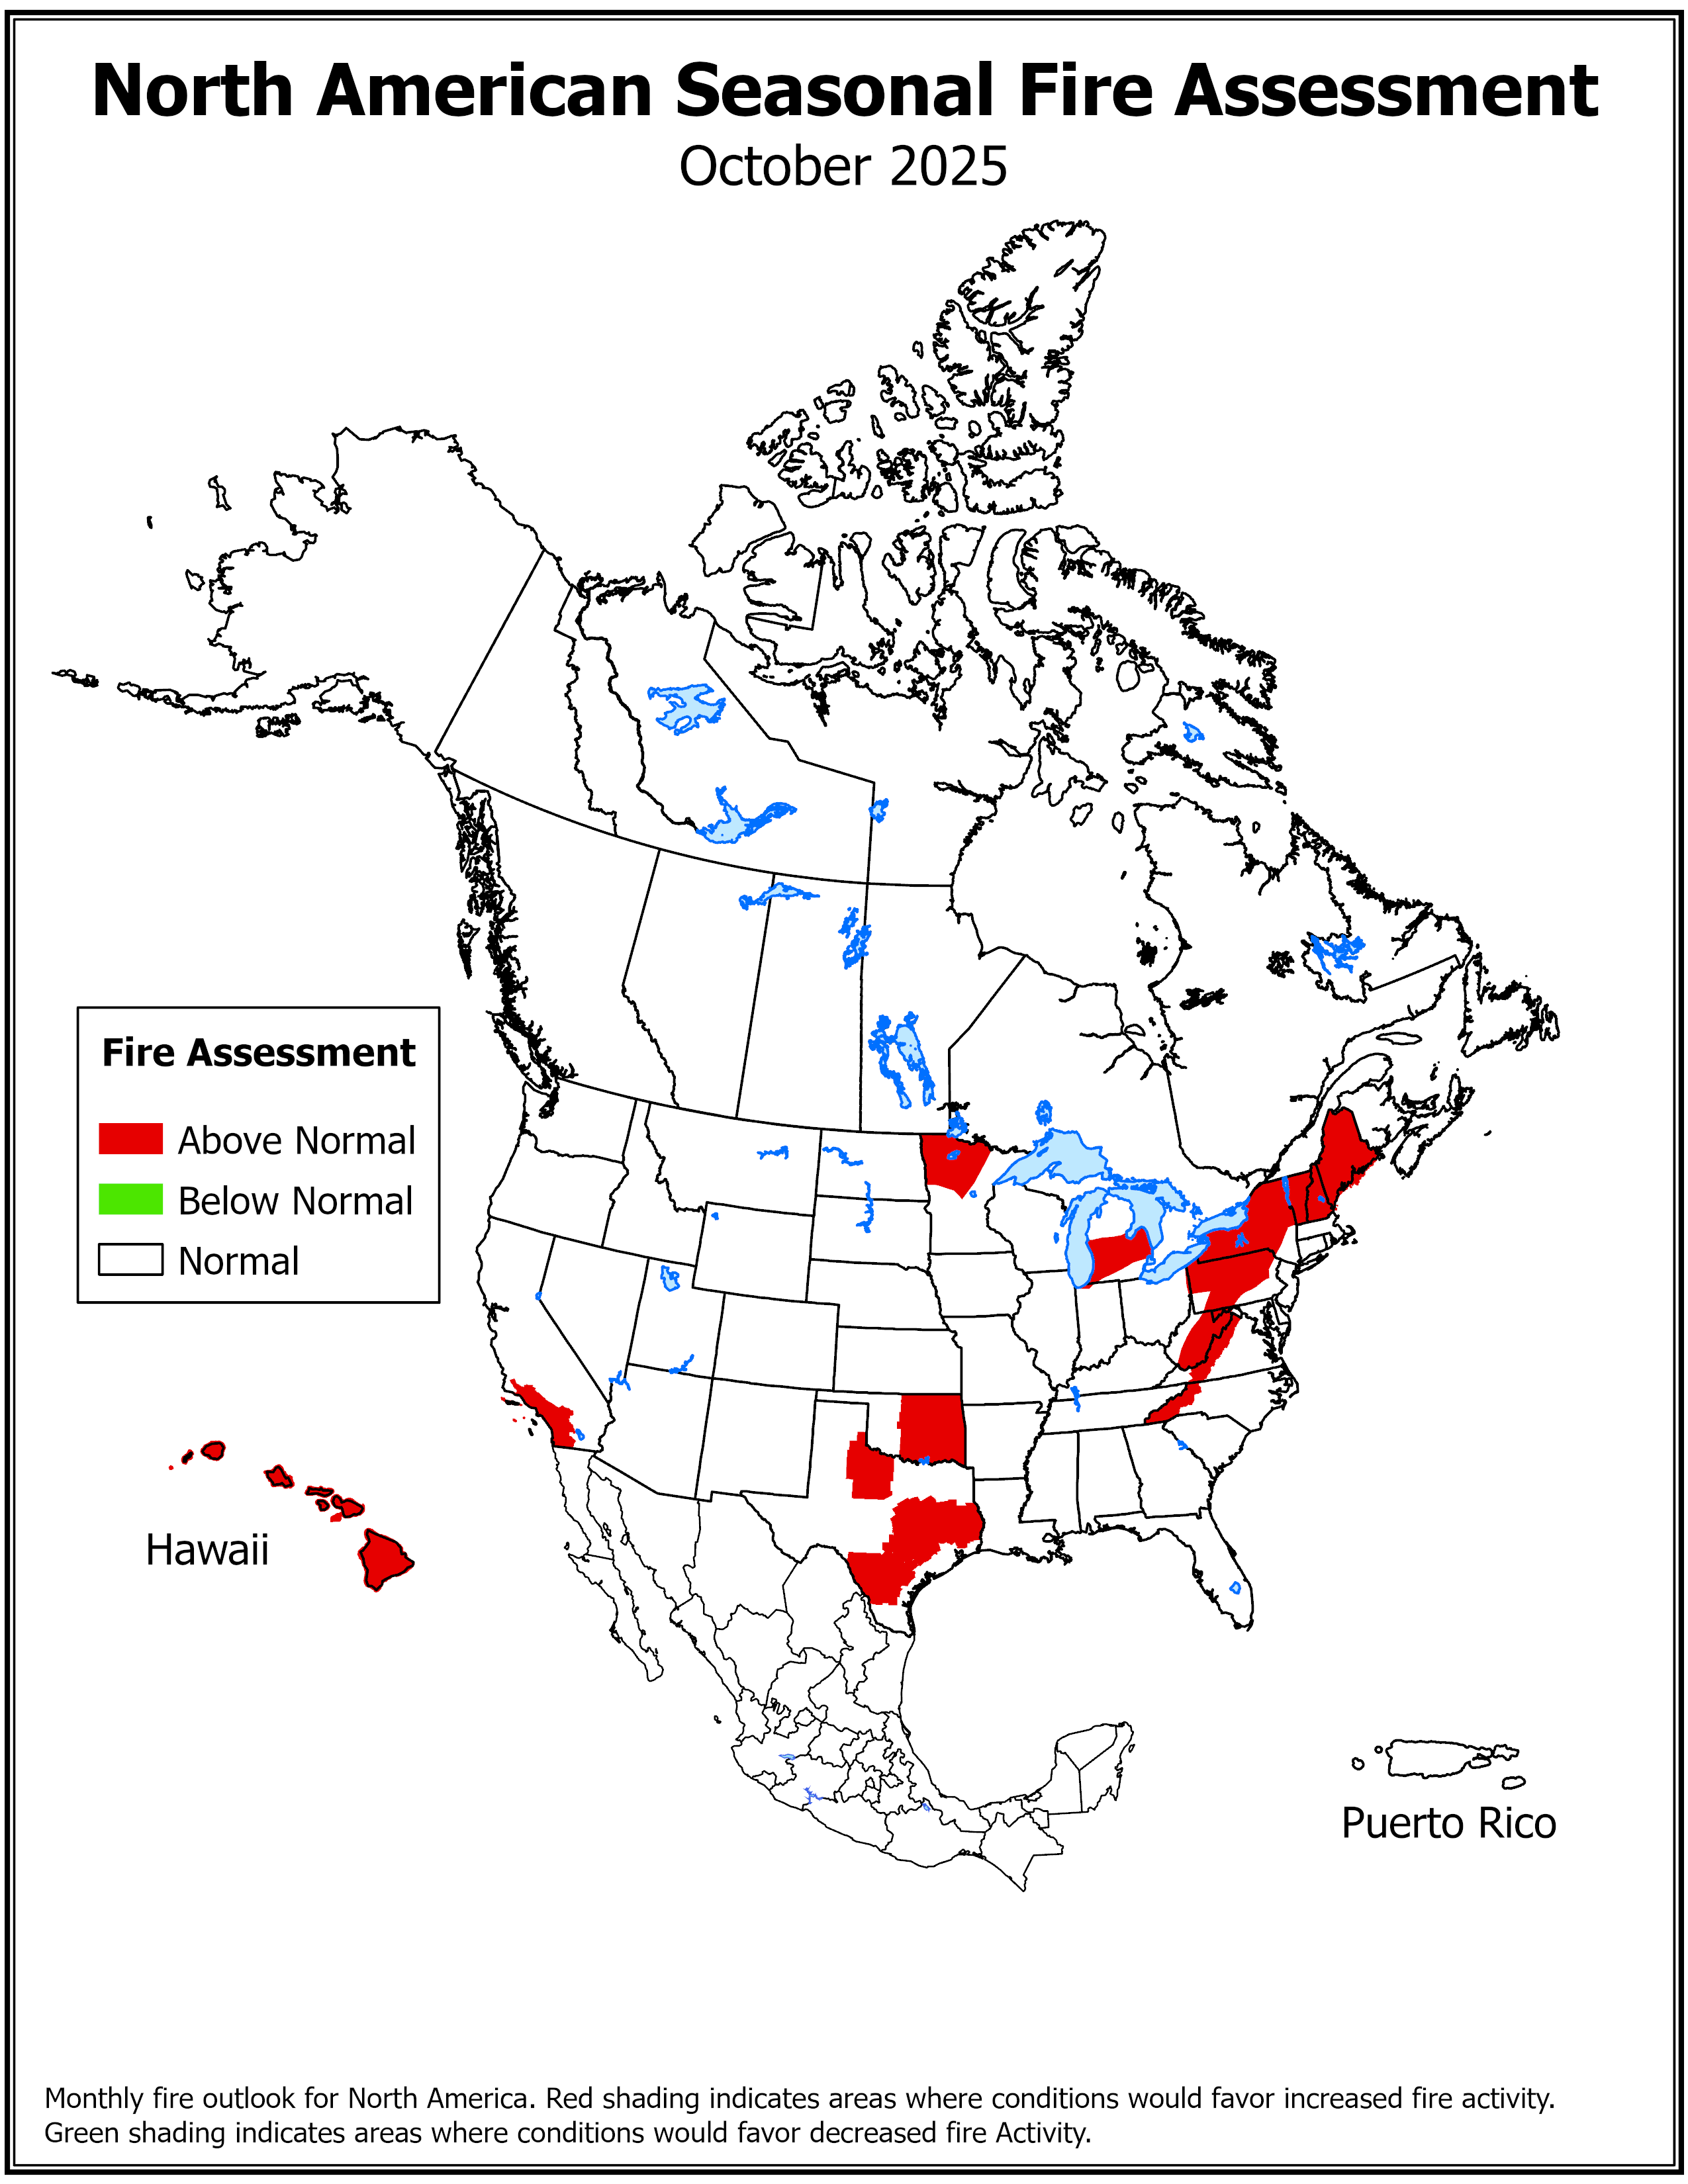 North American Seasonal Fire Assessment
October 2025
Fire Assessment
Above Normal
Below Normal
Normal
Hawaii
Puerto Rico
Monthly fire outlook for North America. Red shading indicates areas where conditions would favor increased fire activity.
Green shading indicates areas where conditions would favor decreased fire Activity.